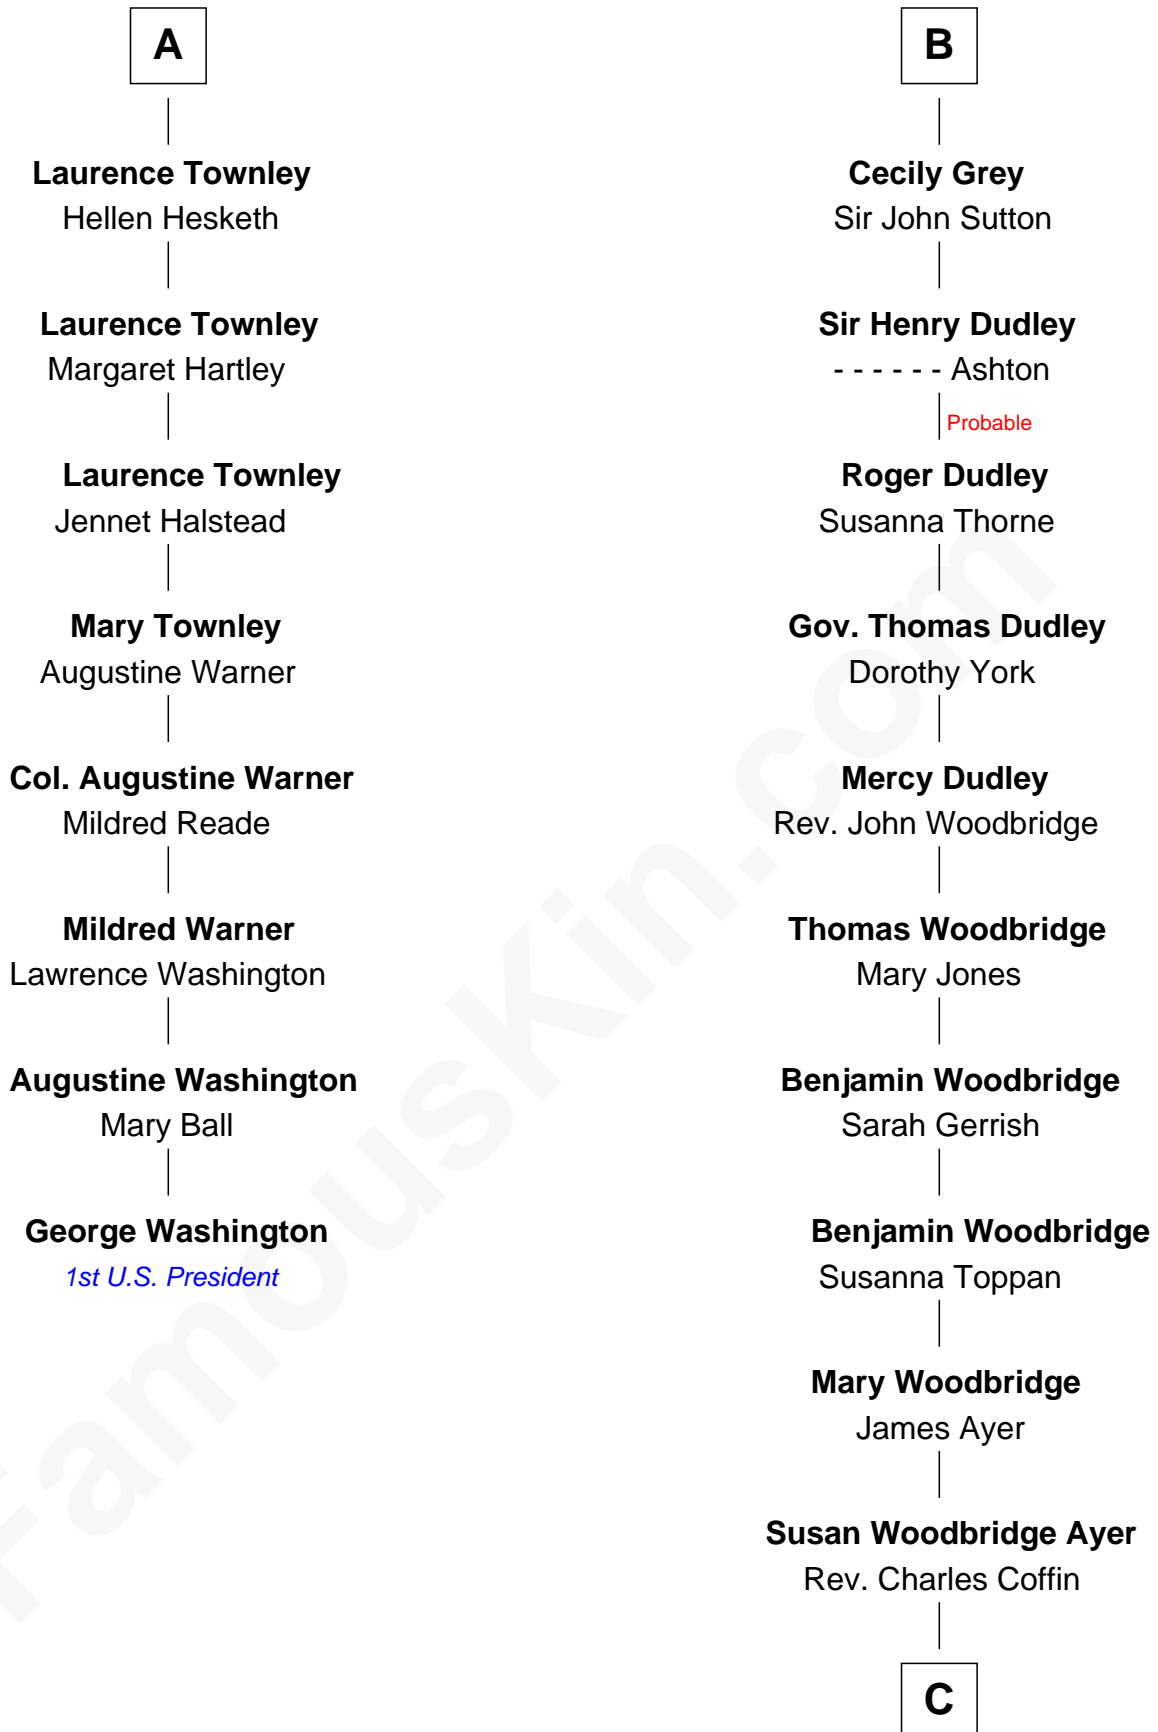 A
Laurence Townley
Hellen Hesketh
Laurence Townley
Margaret Hartley
Laurence Townley
Jennet Halstead
Mary Townley
Augustine Warner
Col. Augustine Warner
Mildred Reade
Mildred Warner
Lawrence Washington
Augustine Washington
Mary Ball
George Washington
1st U.S. President
B
Cecily Grey
Sir John Sutton
Sir Henry Dudley
- - - - - - Ashton
Probable
Roger Dudley
Susanna Thorne
Gov. Thomas Dudley
Dorothy York
Mercy Dudley
Rev. John Woodbridge
Thomas Woodbridge
Mary Jones
Benjamin Woodbridge
Sarah Gerrish
Benjamin Woodbridge
Susanna Toppan
Mary Woodbridge
James Ayer
Susan Woodbridge Ayer
Rev. Charles Coffin
C
FamousKin.com